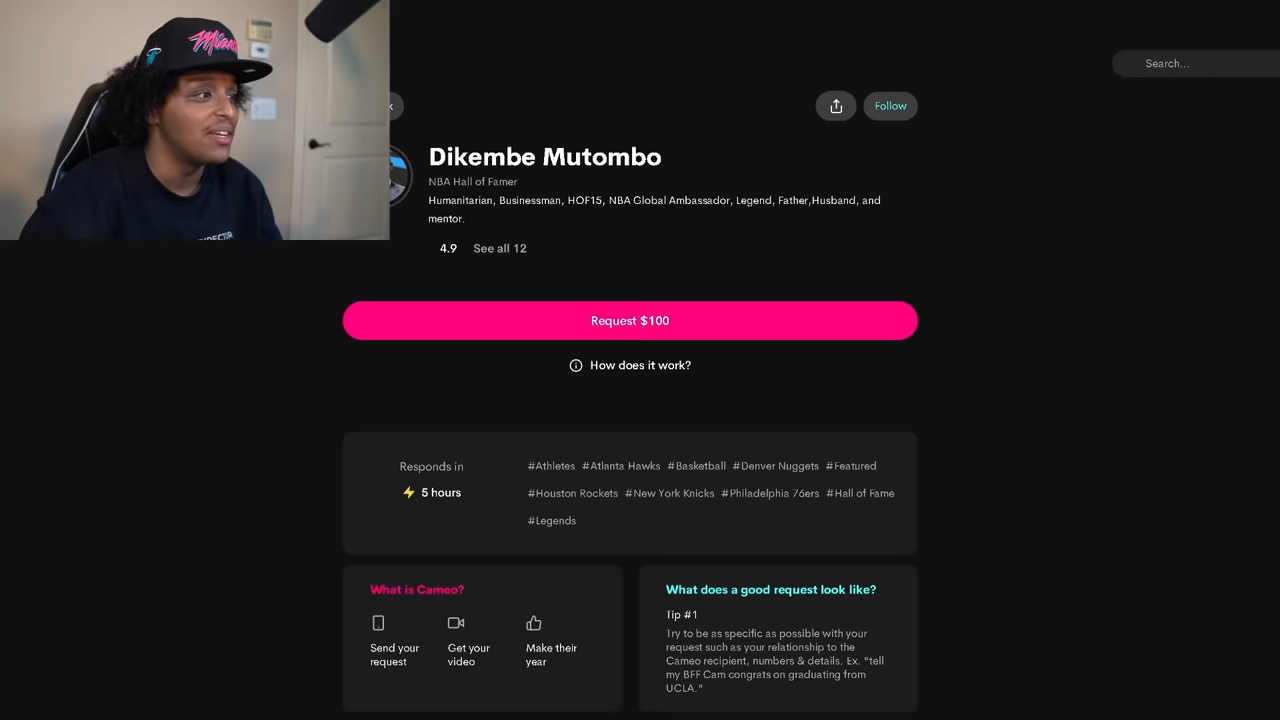 Miami
DIRECTOR
Search...
Follow
Dikembe Mutombo
NBA Hall of Famer
Humanitarian, Businessman, HOF15, NBA Global Ambassador, Legend, Father,Husband, and
mentor.
4.9 See all 12
Request $100
How does it work?
Responds in
5 hours
#Athletes #Atlanta Hawks #Basketball #Denver Nuggets #Featured
#Houston Rockets #New York Knicks #Philadelphia 76ers #Hall of Fame
#Legends
What is Cameo?
Send your
request
Get your
video
Make their
year
What does a good request look like?
Tip #1
Try to be as specific as possible with your
request such as your relationship to the
Cameo recipient, numbers & details. Ex. "tell
my BFF Cam congrats on graduating from
UCLA."